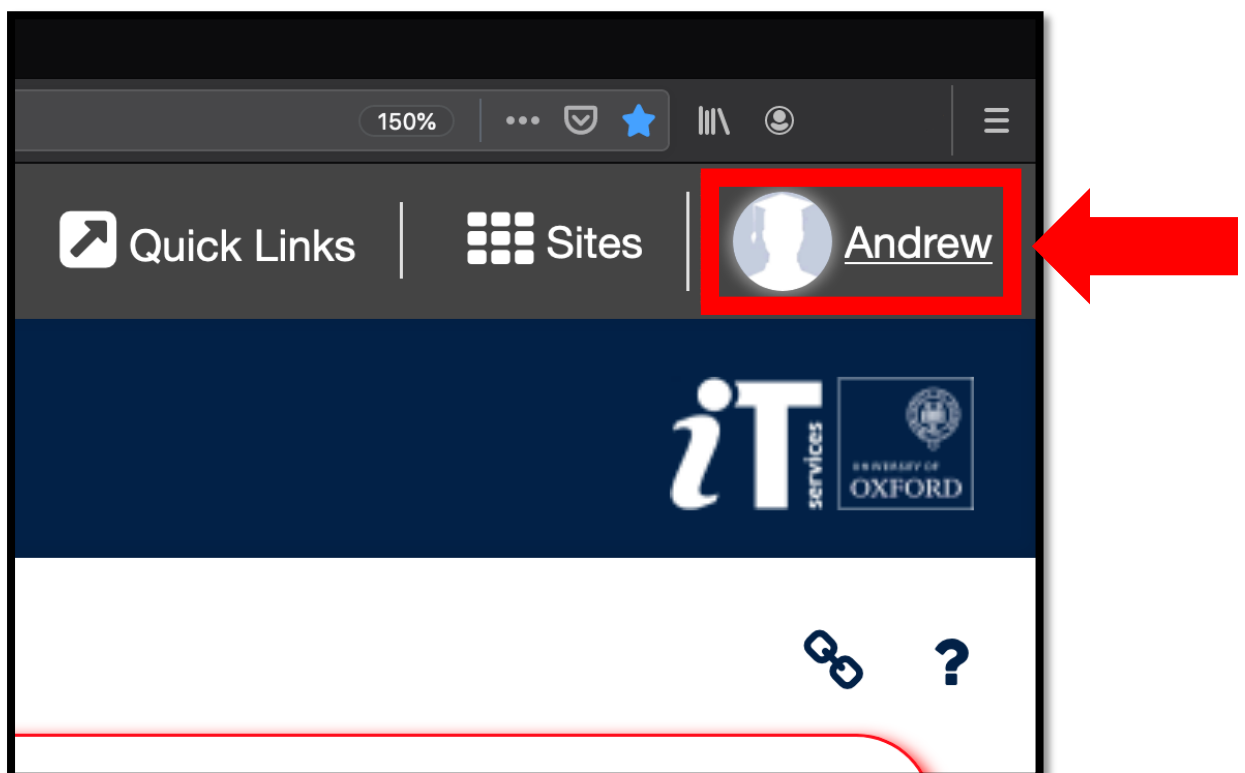 150%
Quick Links
Sites
Andrew
iT services
UNIVERSITY OF
OXFORD
?